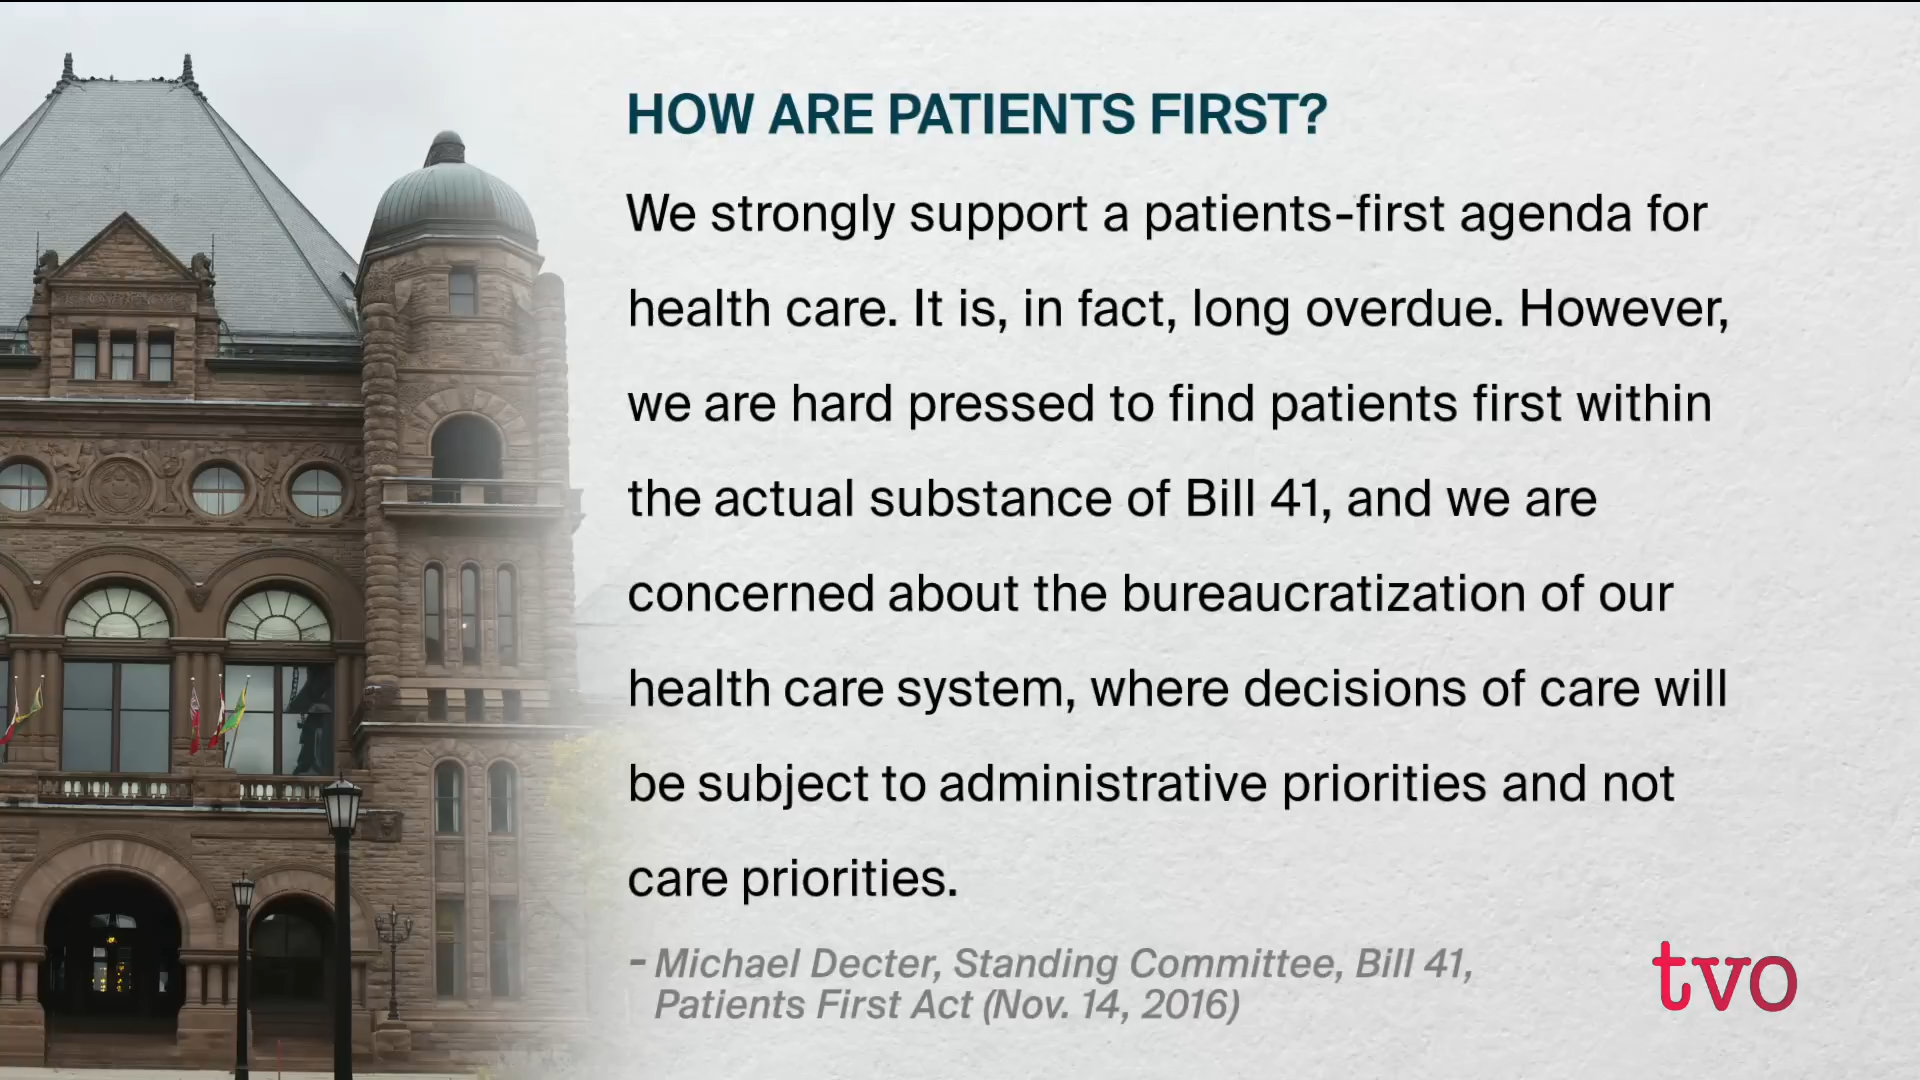 HOW ARE PATIENTS FIRST?
We strongly support a patients-first agenda for
health care. It is, in fact, long overdue. However,
we are hard pressed to find patients first within
the actual substance of Bill 41, and we are
concerned about the bureaucratization of our
health care system, where decisions of care will
be subject to administrative priorities and not
care priorities.
- Michael Decter, Standing Committee, Bill 41,
Patients First Act (Nov. 14, 2016)
tvo